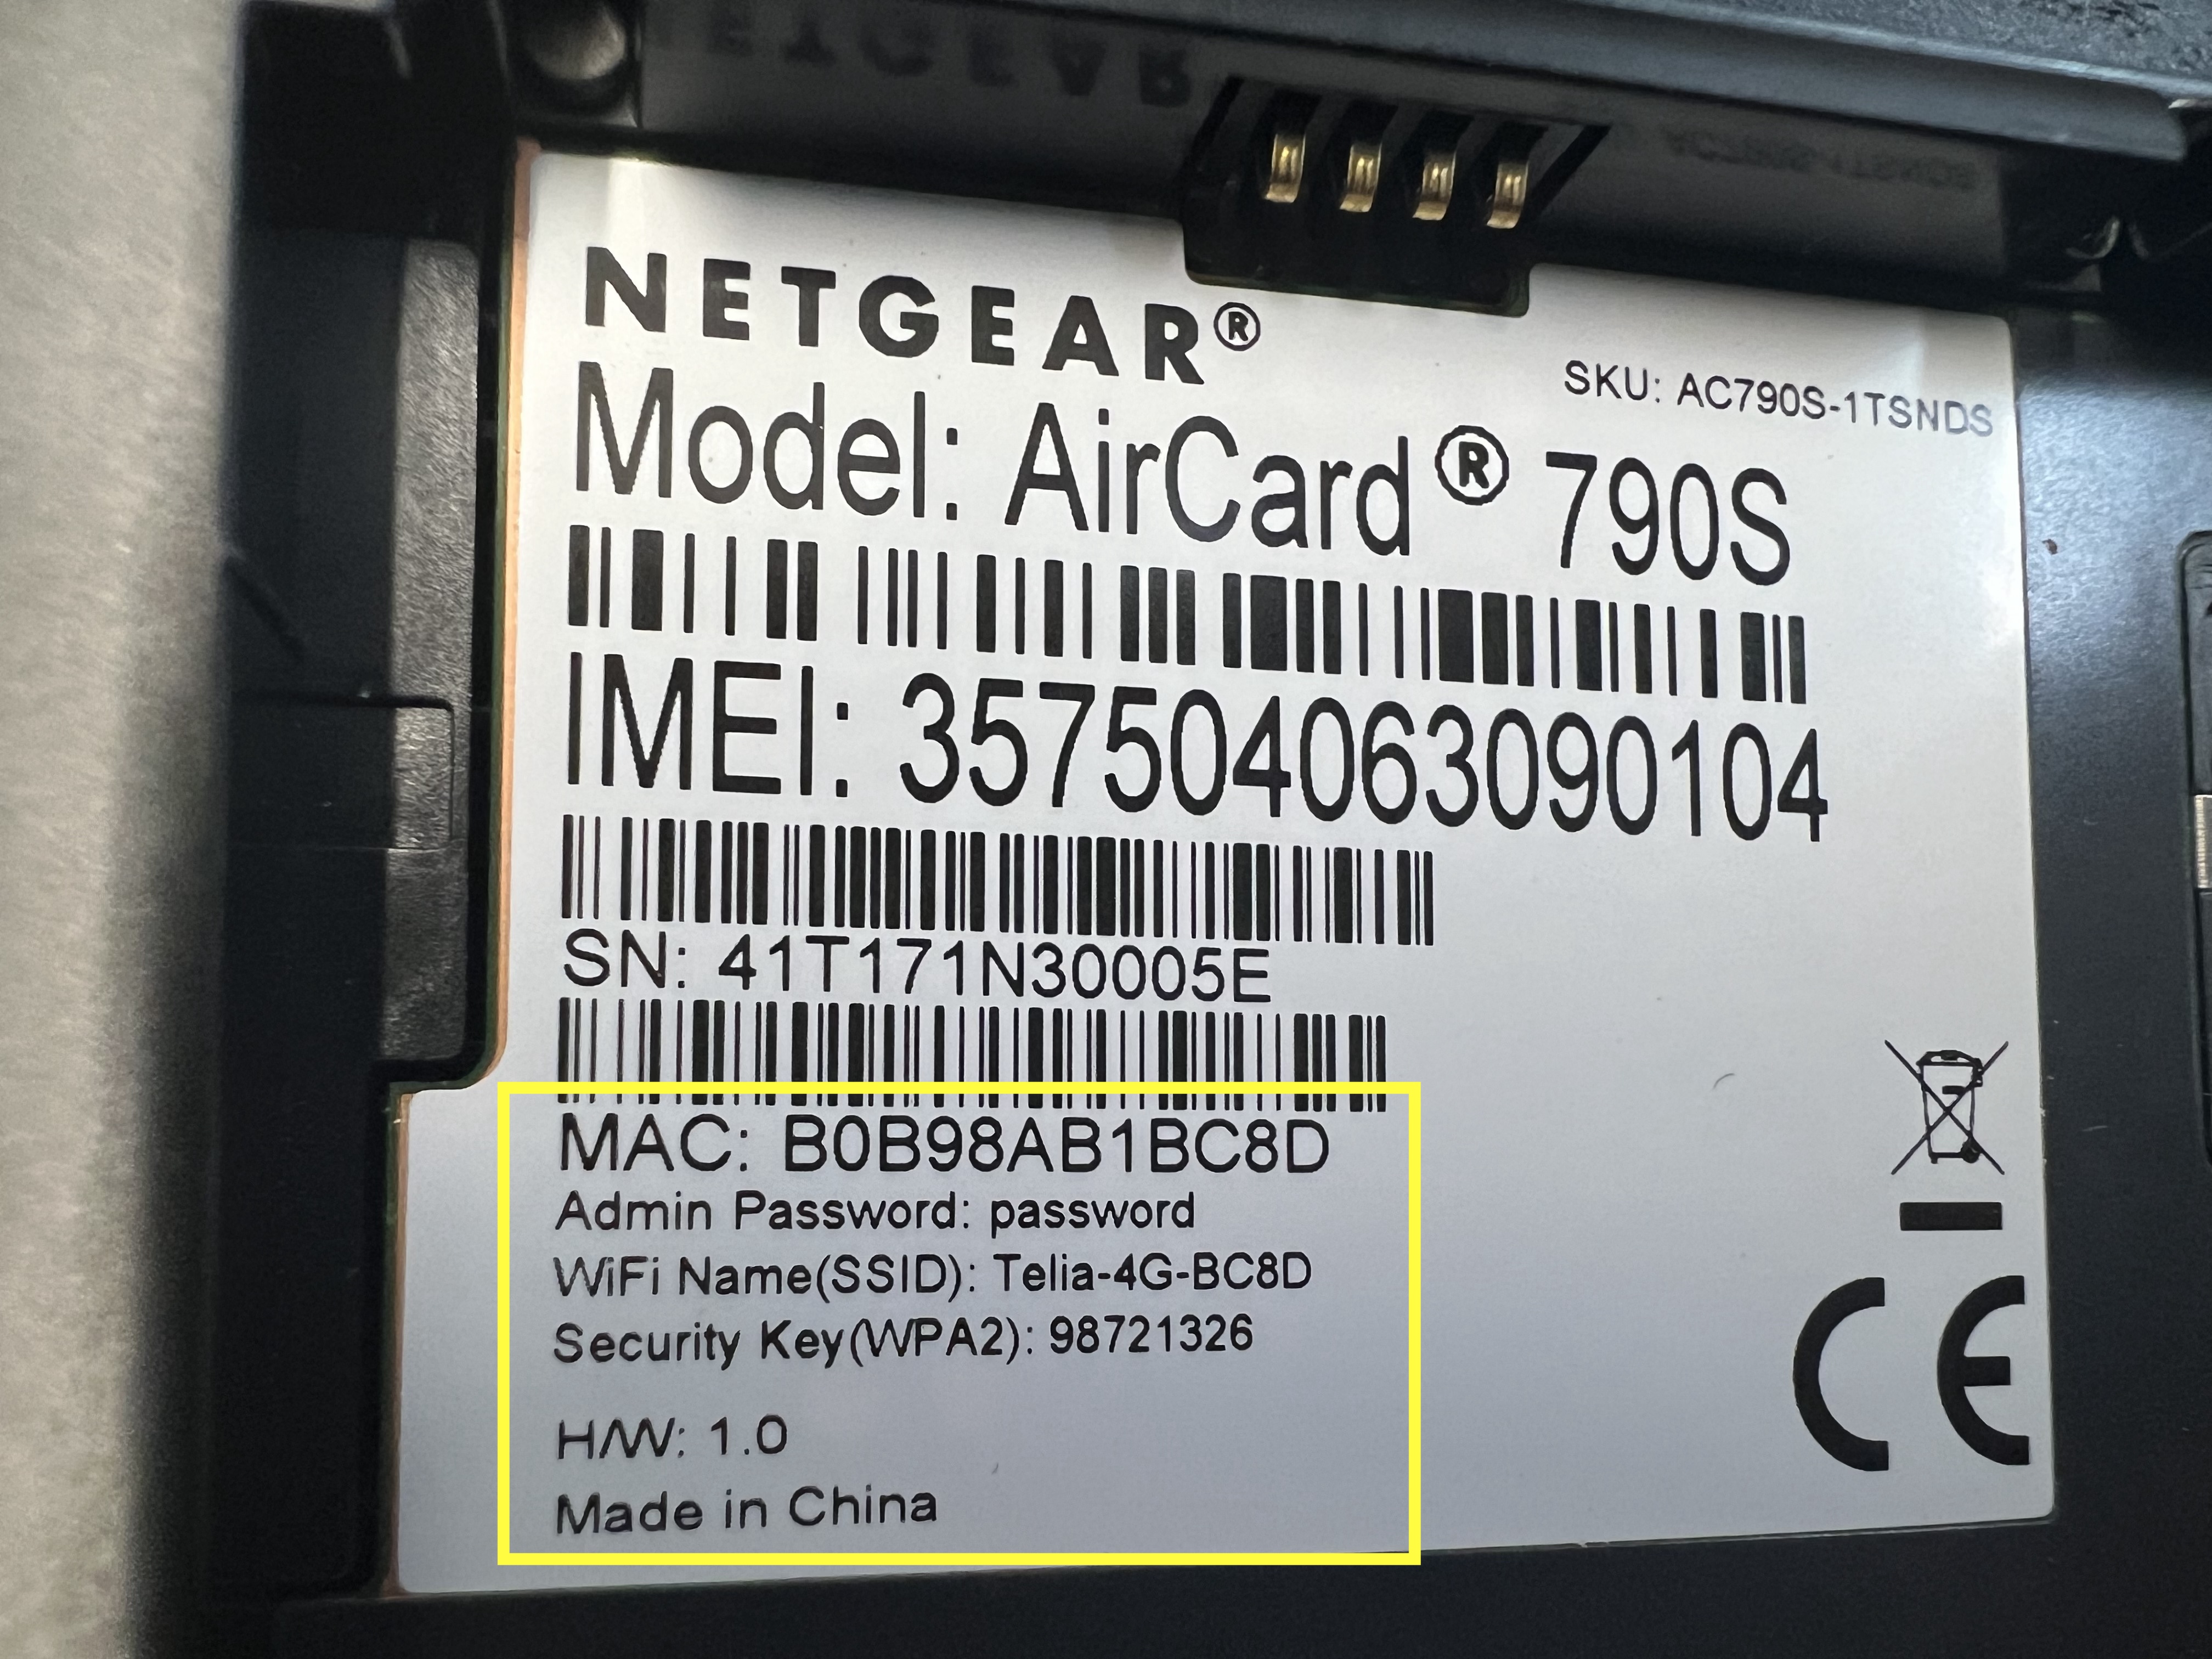 NETGEAR®
SKU: AC790S-1TSNDS
Model: AirCard® 790S
IMEI: 357504063090104
SN: 41T171N30005E
MAC: B0B98AB1BC8D
Admin Password: password
WiFi Name(SSID): Telia-4G-BC8D
Security Key(WPA2): 98721326
H/W: 1.0
Made in China
CE